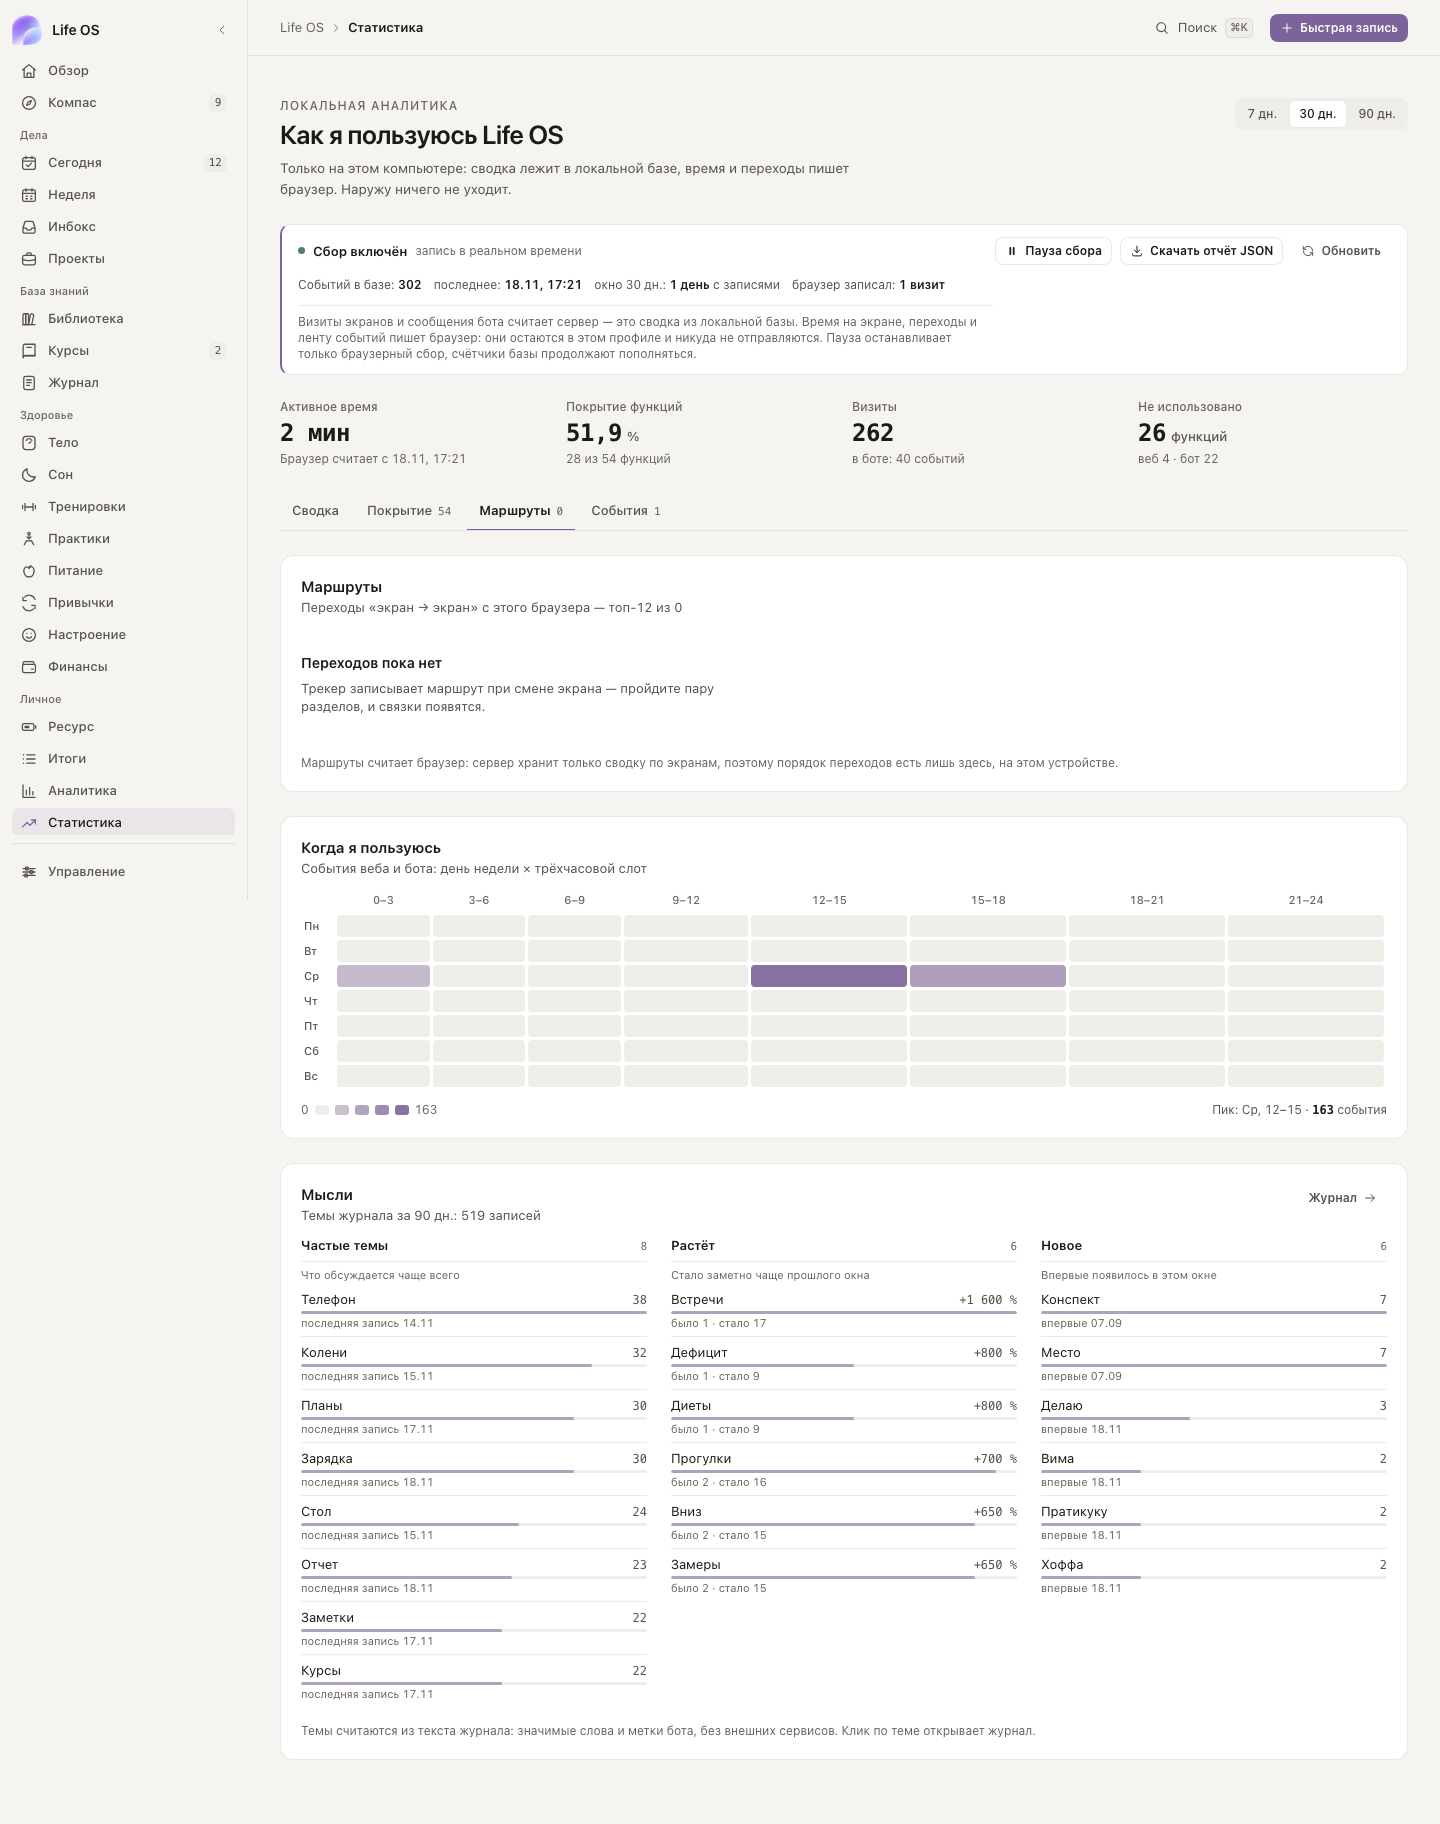 Life OS
Обзор
Компас 9
Дела
Сегодня 12
Неделя
Инбокс
Проекты
База знаний
Библиотека
Курсы 2
Журнал
Здоровье
Тело
Сон
Тренировки
Практики
Питание
Привычки
Настроение
Финансы
Личное
Ресурс
Итоги
Аналитика
Статистика
Управление
Life OS > Статистика
Поиск ⌘K
+ Быстрая запись
ЛОКАЛЬНАЯ АНАЛИТИКА
Как я пользуюсь Life OS
Только на этом компьютере: сводка лежит в локальной базе, время и переходы пишет
браузер. Наружу ничего не уходит.
7 дн. 30 дн. 90 дн.
Сбор включён запись в реальном времени
Пауза сбора Скачать отчёт JSON Обновить
Событий в базе: 302 последнее: 18.11, 17:21 окно 30 дн.: 1 день с записями браузер записал: 1 визит
Визиты экранов и сообщения бота считает сервер — это сводка из локальной базы. Время на экране, переходы и
ленту событий пишет браузер: они остаются в этом профиле и никуда не отправляются. Пауза останавливает
только браузерный сбор, счётчики базы продолжают пополняться.
Активное время
2 мин
Браузер считает с 18.11, 17:21
Покрытие функций
51,9 %
28 из 54 функций
Визиты
262
в боте: 40 событий
Не использовано
26 функций
веб 4 · бот 22
Сводка Покрытие 54 Маршруты 0 События 1
Маршруты
Переходы «экран → экран» с этого браузера — топ-12 из 0
Переходов пока нет
Трекер записывает маршрут при смене экрана — пройдите пару
разделов, и связки появятся.
Маршруты считает браузер: сервер хранит только сводку по экранам, поэтому порядок переходов есть лишь здесь, на этом устройстве.
Когда я пользуюсь
События веба и бота: день недели × трёхчасовой слот
0–3 3–6 6–9 9–12 12–15 15–18 18–21 21–24
Пн
Вт
Ср
Чт
Пт
Сб
Вс
0 163
Пик: Ср, 12–15 · 163 события
Мысли
Темы журнала за 90 дн.: 519 записей
Журнал →
Частые темы 8
Что обсуждается чаще всего
Телефон 38
последняя запись 14.11
Колени 32
последняя запись 15.11
Планы 30
последняя запись 17.11
Зарядка 30
последняя запись 18.11
Стол 24
последняя запись 15.11
Отчет 23
последняя запись 18.11
Заметки 22
последняя запись 17.11
Курсы 22
последняя запись 17.11
Растёт 6
Стало заметно чаще прошлого окна
Встречи +1 600 %
было 1 · стало 17
Дефицит +800 %
было 1 · стало 9
Диеты +800 %
было 1 · стало 9
Прогулки +700 %
было 2 · стало 16
Вниз +650 %
было 2 · стало 15
Замеры +650 %
было 2 · стало 15
Новое 6
Впервые появилось в этом окне
Конспект 7
впервые 07.09
Место 7
впервые 07.09
Делаю 3
впервые 18.11
Вима 2
впервые 18.11
Пратикуку 2
впервые 18.11
Хоффа 2
впервые 18.11
Темы считаются из текста журнала: значимые слова и метки бота, без внешних сервисов. Клик по теме открывает журнал.